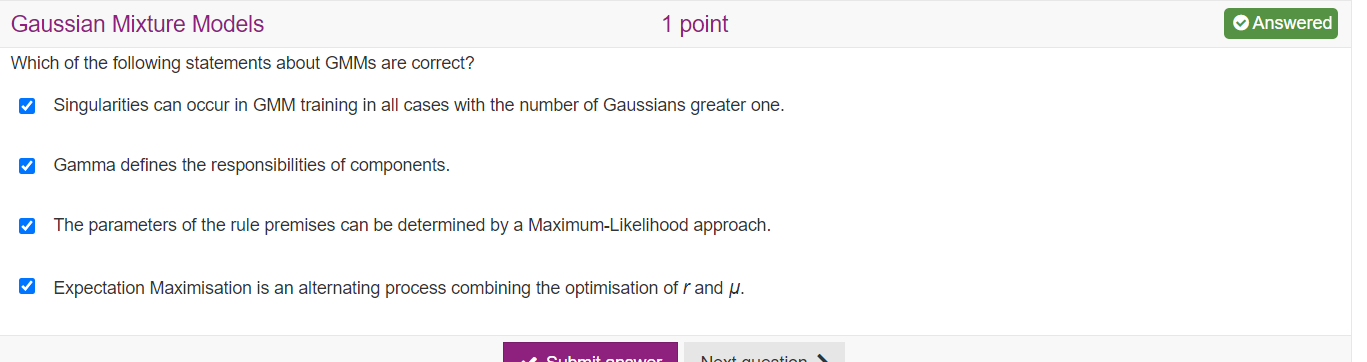 Gaussian Mixture Models 1 point Answered
Which of the following statements about GMMs are correct?
Singularities can occur in GMM training in all cases with the number of Gaussians greater one.
Gamma defines the responsibilities of components.
The parameters of the rule premises can be determined by a Maximum-Likelihood approach.
Expectation Maximisation is an alternating process combining the optimisation of r and μ.
Submit answer Next question